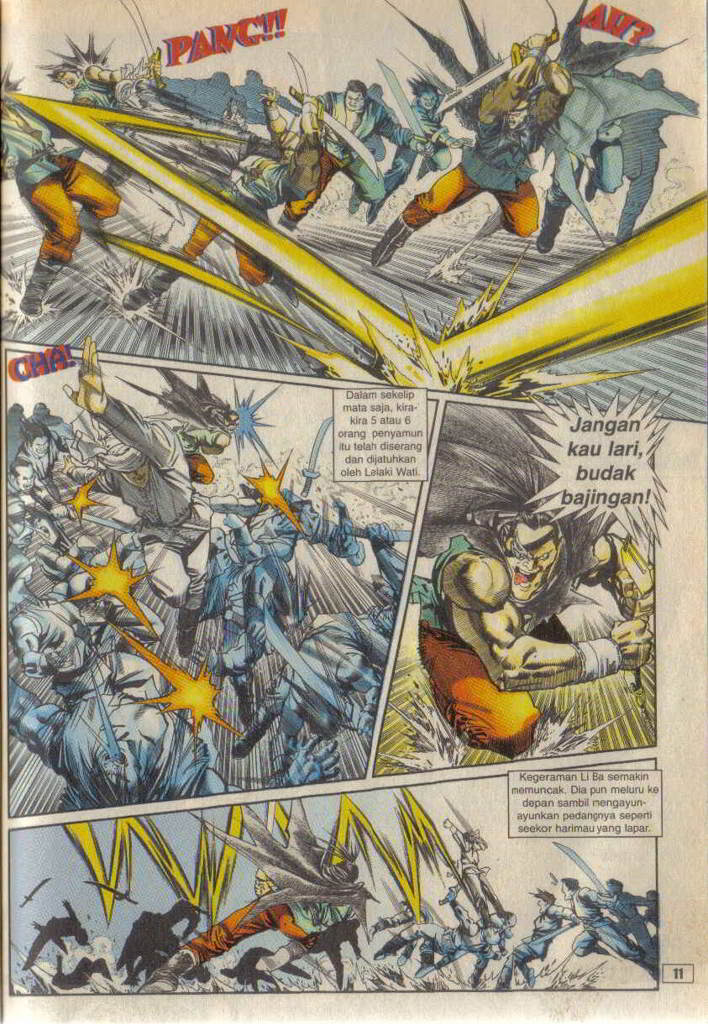 PANG!!
AH?
CHA!
Dalam sekelip
mata saja, kira-
kira 5 atau 6
orang penyamun
itu telah diserang
dan dijatuhkan
oleh Lelaki Wati.
Jangan
kau lari,
budak
bajingan!
Kegeraman Li Ba semakin
memuncak. Dia pun meluru ke
depan sambil mengayun-
ayunkan pedangnya seperti
seekor harimau yang lapar.
11